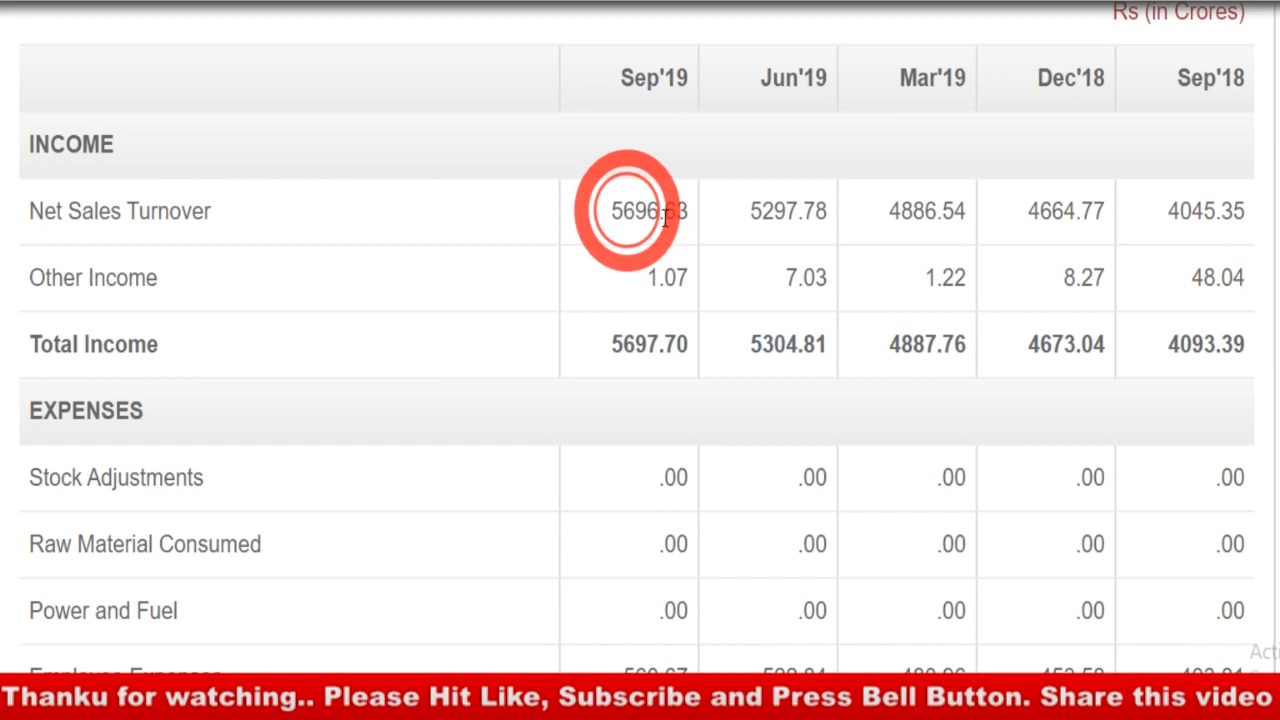 Rs (in Crores)
Sep'19 Jun'19 Mar'19 Dec'18 Sep'18
INCOME
Net Sales Turnover 5696.63 5297.78 4886.54 4664.77 4045.35
Other Income 1.07 7.03 1.22 8.27 48.04
Total Income 5697.70 5304.81 4887.76 4673.04 4093.39
EXPENSES
Stock Adjustments .00 .00 .00 .00 .00
Raw Material Consumed .00 .00 .00 .00 .00
Power and Fuel .00 .00 .00 .00 .00
Employee Expenses
Thanku for watching.. Please Hit Like, Subscribe and Press Bell Button. Share this video